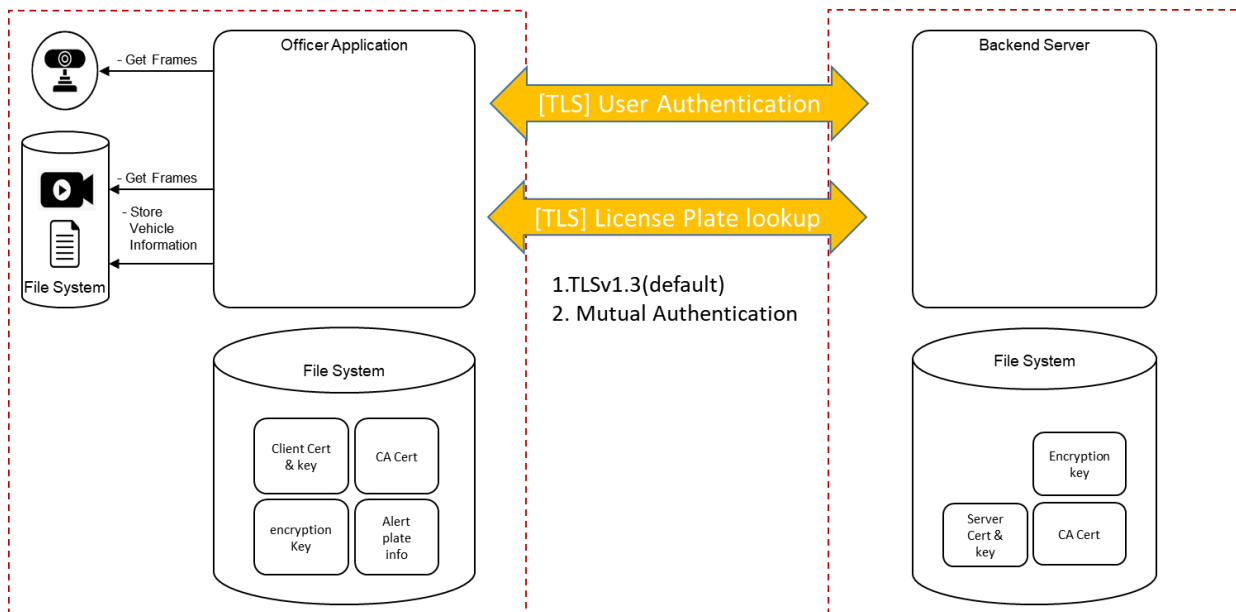 Officer Application
- Get Frames
- Get Frames
- Store
Vehicle
Information
File System
[TLS] User Authentication
[TLS] License Plate lookup
1.TLSv1.3(default)
2. Mutual Authentication
Backend Server
File System
Client Cert
& key
CA Cert
encryption
Key
Alert
plate
info
File System
Encryption
key
Server
Cert &
key
CA Cert